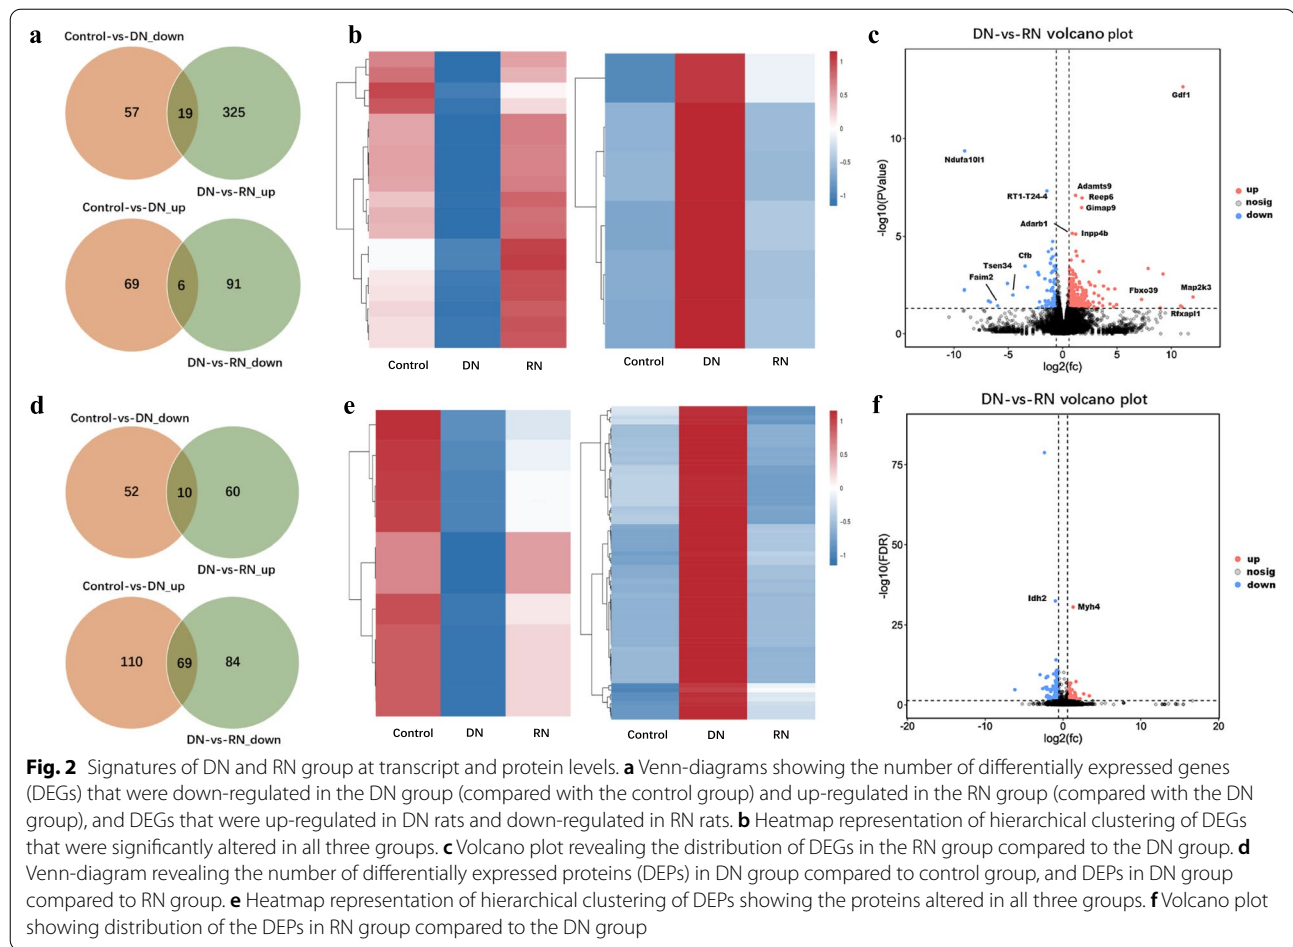 a
Control-vs-DN_down
57
19
325
DN-vs-RN_up
Control-vs-DN_up
69
6
91
DN-vs-RN_down
b
Control
DN
RN
Control
DN
RN
1
0.5
0
-0.5
-1
c
DN-vs-RN volcano plot
-log10(PValue)
10
5
0
Gdf1
Ndufa10l1
RT1-T24-4
Adamts9
Reep6
Gimap9
Adarb1
Inpp4b
Cfb
Tsen34
Faim2
Fbxo39
Map2k3
Rfxapl1
-10
-5
0
5
10
log2(fc)
up
nosig
down
d
Control-vs-DN_down
52
10
60
DN-vs-RN_up
Control-vs-DN_up
110
69
84
DN-vs-RN_down
e
Control
DN
RN
Control
DN
RN
1
0.5
0
-0.5
-1
f
DN-vs-RN volcano plot
-log10(FDR)
75
50
25
0
Idh2
Myh4
-20
-10
0
10
20
log2(fc)
up
nosig
down
Fig. 2 Signatures of DN and RN group at transcript and protein levels. a Venn-diagrams showing the number of differentially expressed genes
(DEGs) that were down-regulated in the DN group (compared with the control group) and up-regulated in the RN group (compared with the DN
group), and DEGs that were up-regulated in DN rats and down-regulated in RN rats. b Heatmap representation of hierarchical clustering of DEGs
that were significantly altered in all three groups. c Volcano plot revealing the distribution of DEGs in the RN group compared to the DN group. d
Venn-diagram revealing the number of differentially expressed proteins (DEPs) in DN group compared to control group, and DEPs in DN group
compared to RN group. e Heatmap representation of hierarchical clustering of DEPs showing the proteins altered in all three groups. f Volcano plot
showing distribution of the DEPs in RN group compared to the DN group